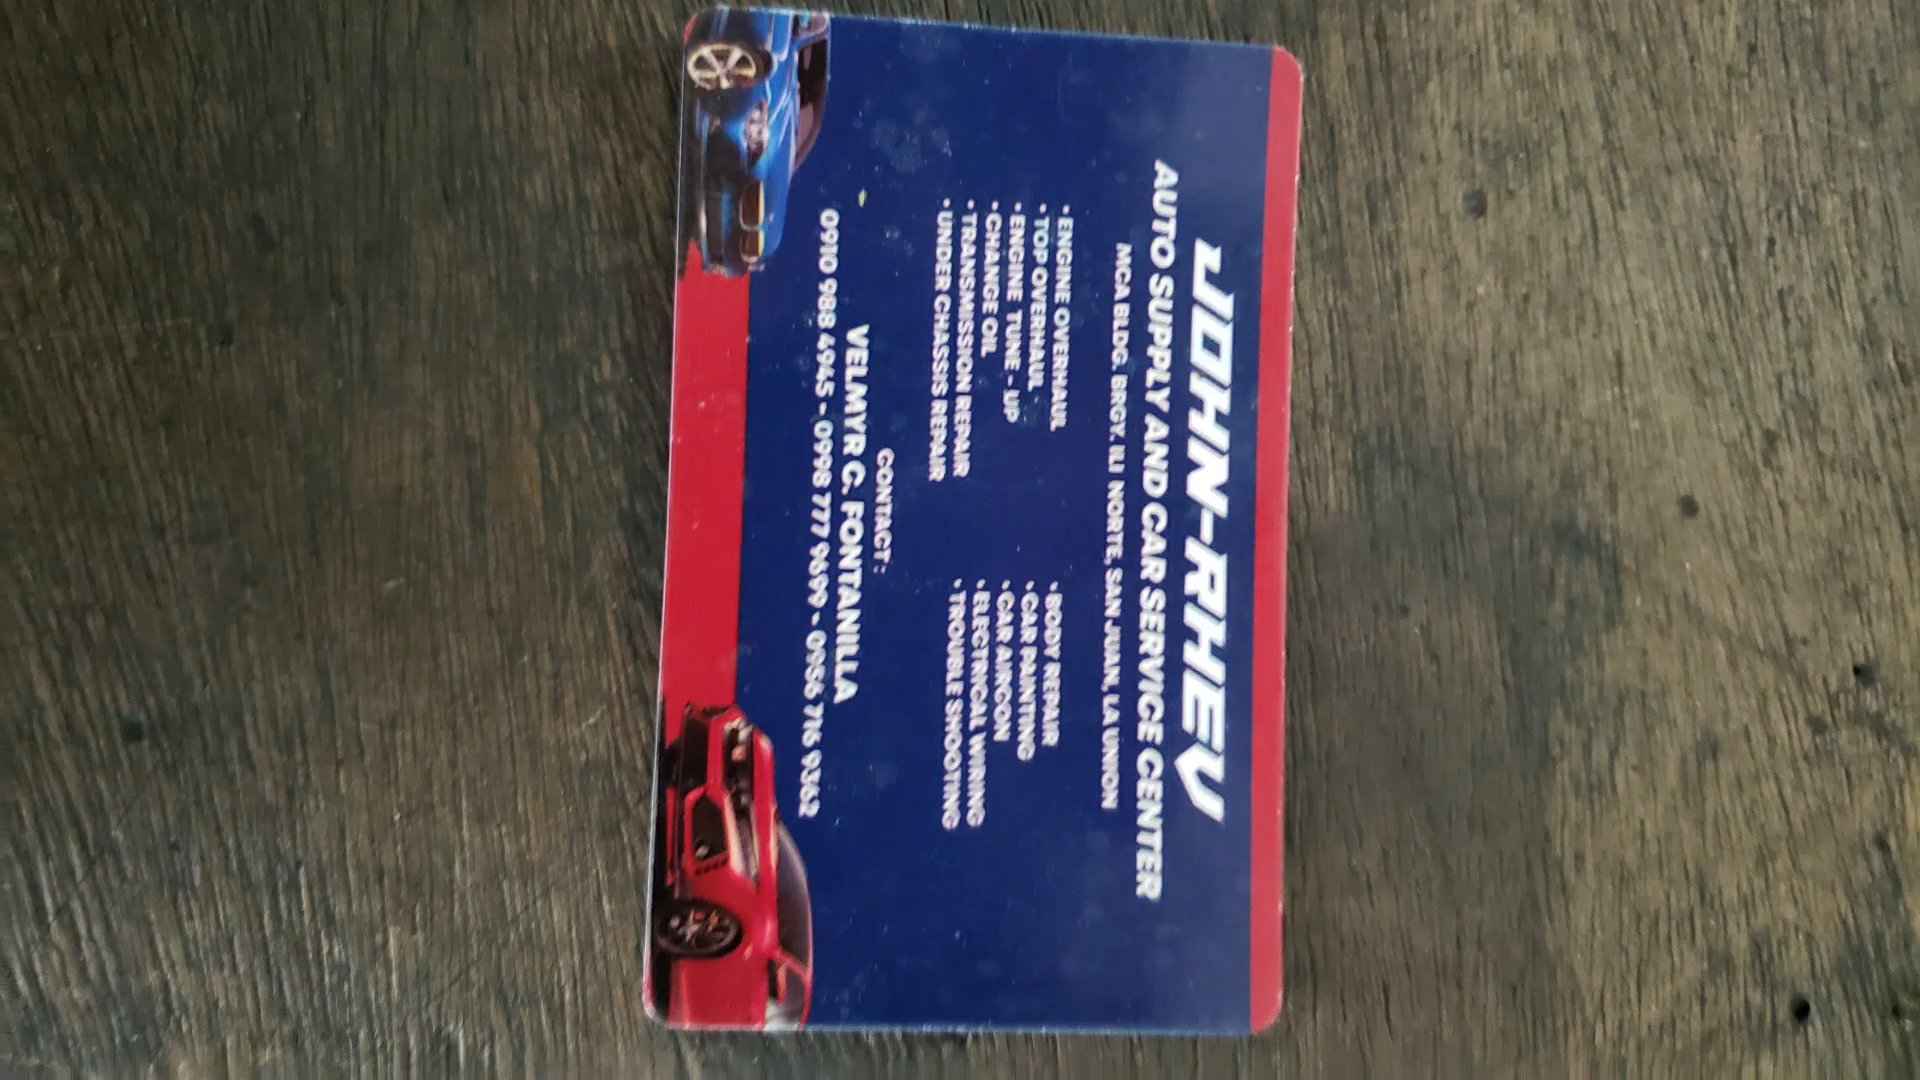 JOHN-RHEV
AUTO SUPPLY AND CAR SERVICE CENTER
MCA BLDG. BRGY. ILI NORTE, SAN JUAN, LA UNION
• ENGINE OVERHAUL
• TOP OVERHAUL
• ENGINE TUNE - UP
• CHANGE OIL
• TRANSMISSION REPAIR
• UNDER CHASSIS REPAIR
• BODY REPAIR
• CAR PAINTING
• CAR AIRCON
• ELECTRICAL WIRING
• TROUBLE SHOOTING
CONTACT:
VELMYR C. FONTANILLA
0910 988 4945 - 0998 777 9699 - 0956 716 9362